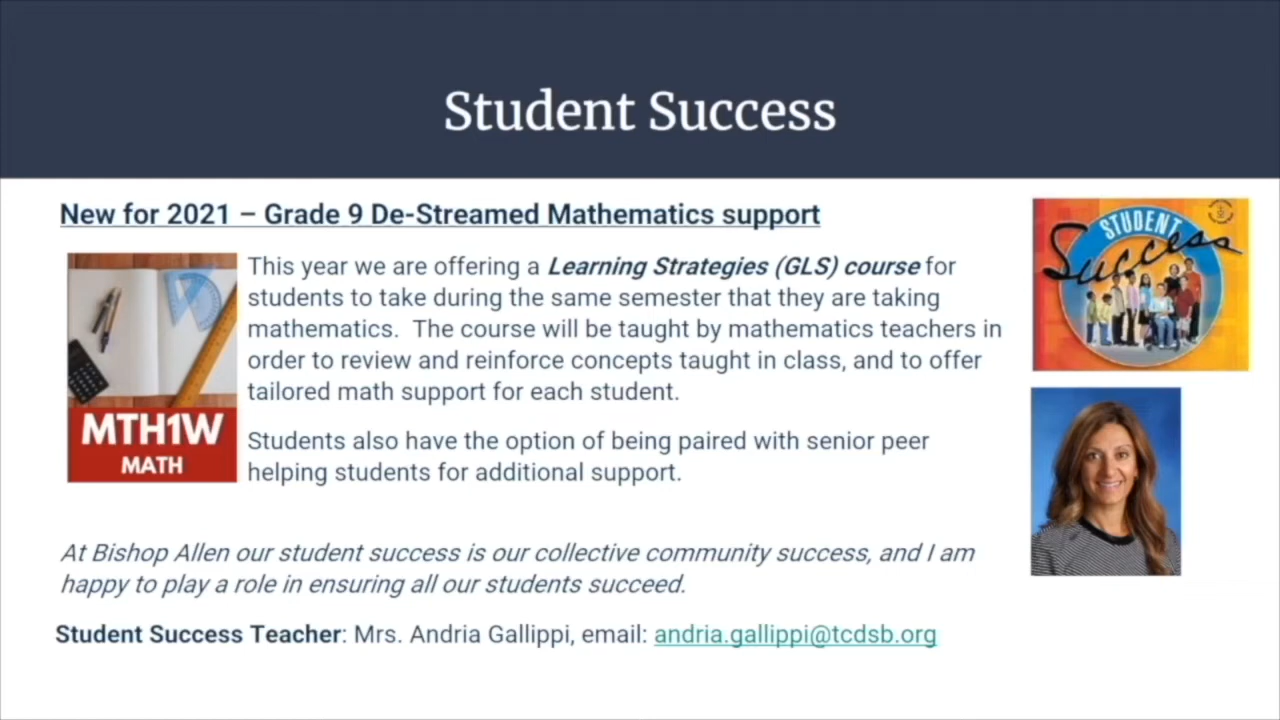 Student Success
New for 2021 – Grade 9 De-Streamed Mathematics support
This year we are offering a Learning Strategies (GLS) course for
students to take during the same semester that they are taking
mathematics. The course will be taught by mathematics teachers in
order to review and reinforce concepts taught in class, and to offer
tailored math support for each student.
MTH1W
MATH
Students also have the option of being paired with senior peer
helping students for additional support.
STUDENT
Success
At Bishop Allen our student success is our collective community success, and I am
happy to play a role in ensuring all our students succeed.
Student Success Teacher: Mrs. Andria Gallippi, email: andria.gallippi@tcdsb.org